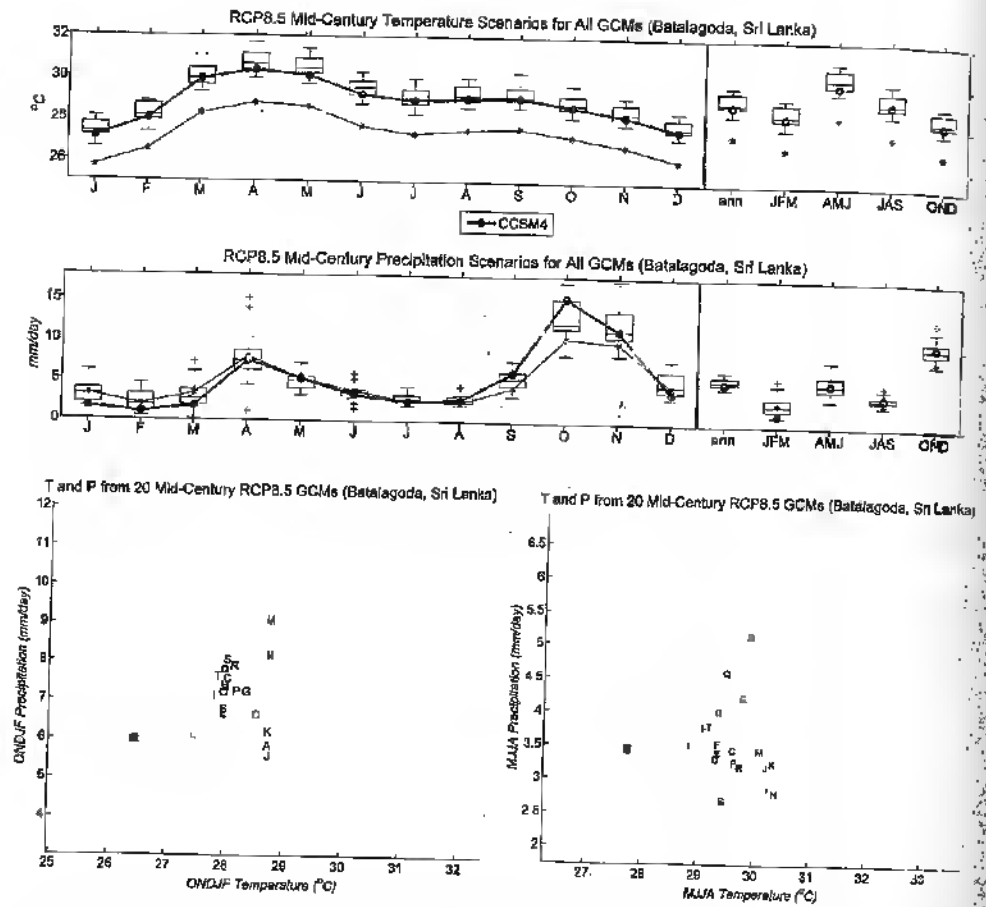 RCP8.5 Mid-Century Temperature Scenarios for All GCMs (Batalagoda, Sri Lanka)
32
30
28
26
°C
J F M A M J J A S O N D ann JFM AMJ JAS OND
CCSM4
RCP8.5 Mid-Century Precipitation Scenarios for All GCMs (Batalagoda, Sri Lanka)
15
10
5
0
mm/day
J F M A M J J A S O N D ann JFM AMJ JAS OND
T and P from 20 Mid-Century RCP8.5 GCMs (Batalagoda, Sri Lanka)
12
11
10
9
8
7
6
5
4
ONDJF Precipitation (mm/day)
M
S
T
I
P G
K
A
J
25 26 27 28 29 30 31 32
ONDJF Temperature (°C)
T and P from 20 Mid-Century RCP8.5 GCMs (Batalagoda, Sri Lanka)
6.5
6
5.5
5
4.5
4
3.5
3
2.5
2
MJJA Precipitation (mm/day)
T
I
F
C
M
P R
J K
N
27 28 29 30 31 32 33
MJJA Temperature (°C)